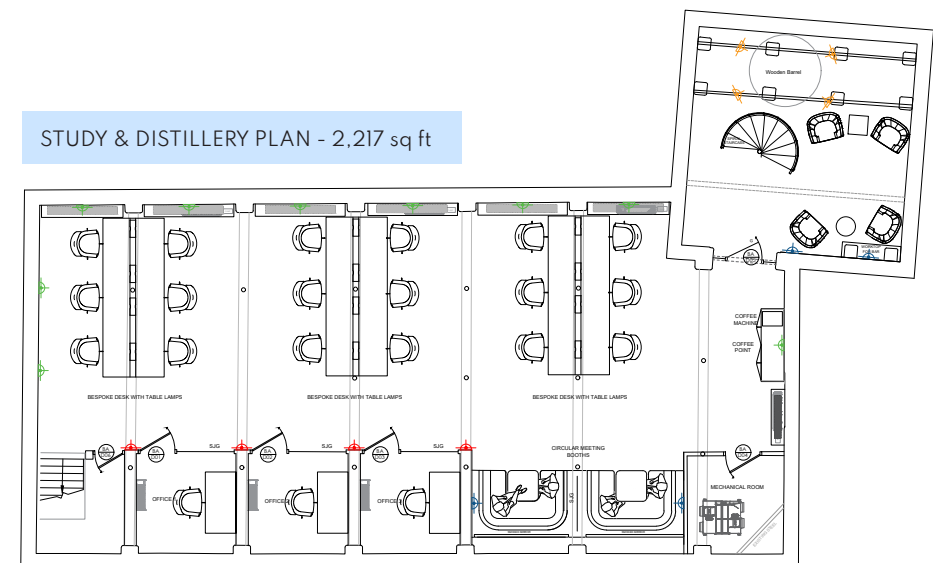 Wooden Barrel
STUDY & DISTILLERY PLAN - 2,217 sq ft
SPIRAL
STAIRCASE
COFFEE
MACHINE
COFFEE
POINT
BESPOKE DESK WITH TABLE LAMPS
BESPOKE DESK WITH TABLE LAMPS
BESPOKE DESK WITH TABLE LAMPS
SJG
SJG
SJG
CIRCULAR MEETING
BOOTHS
MECHANICAL ROOM
OFFICE
OFFICE
OFFICE
SJG